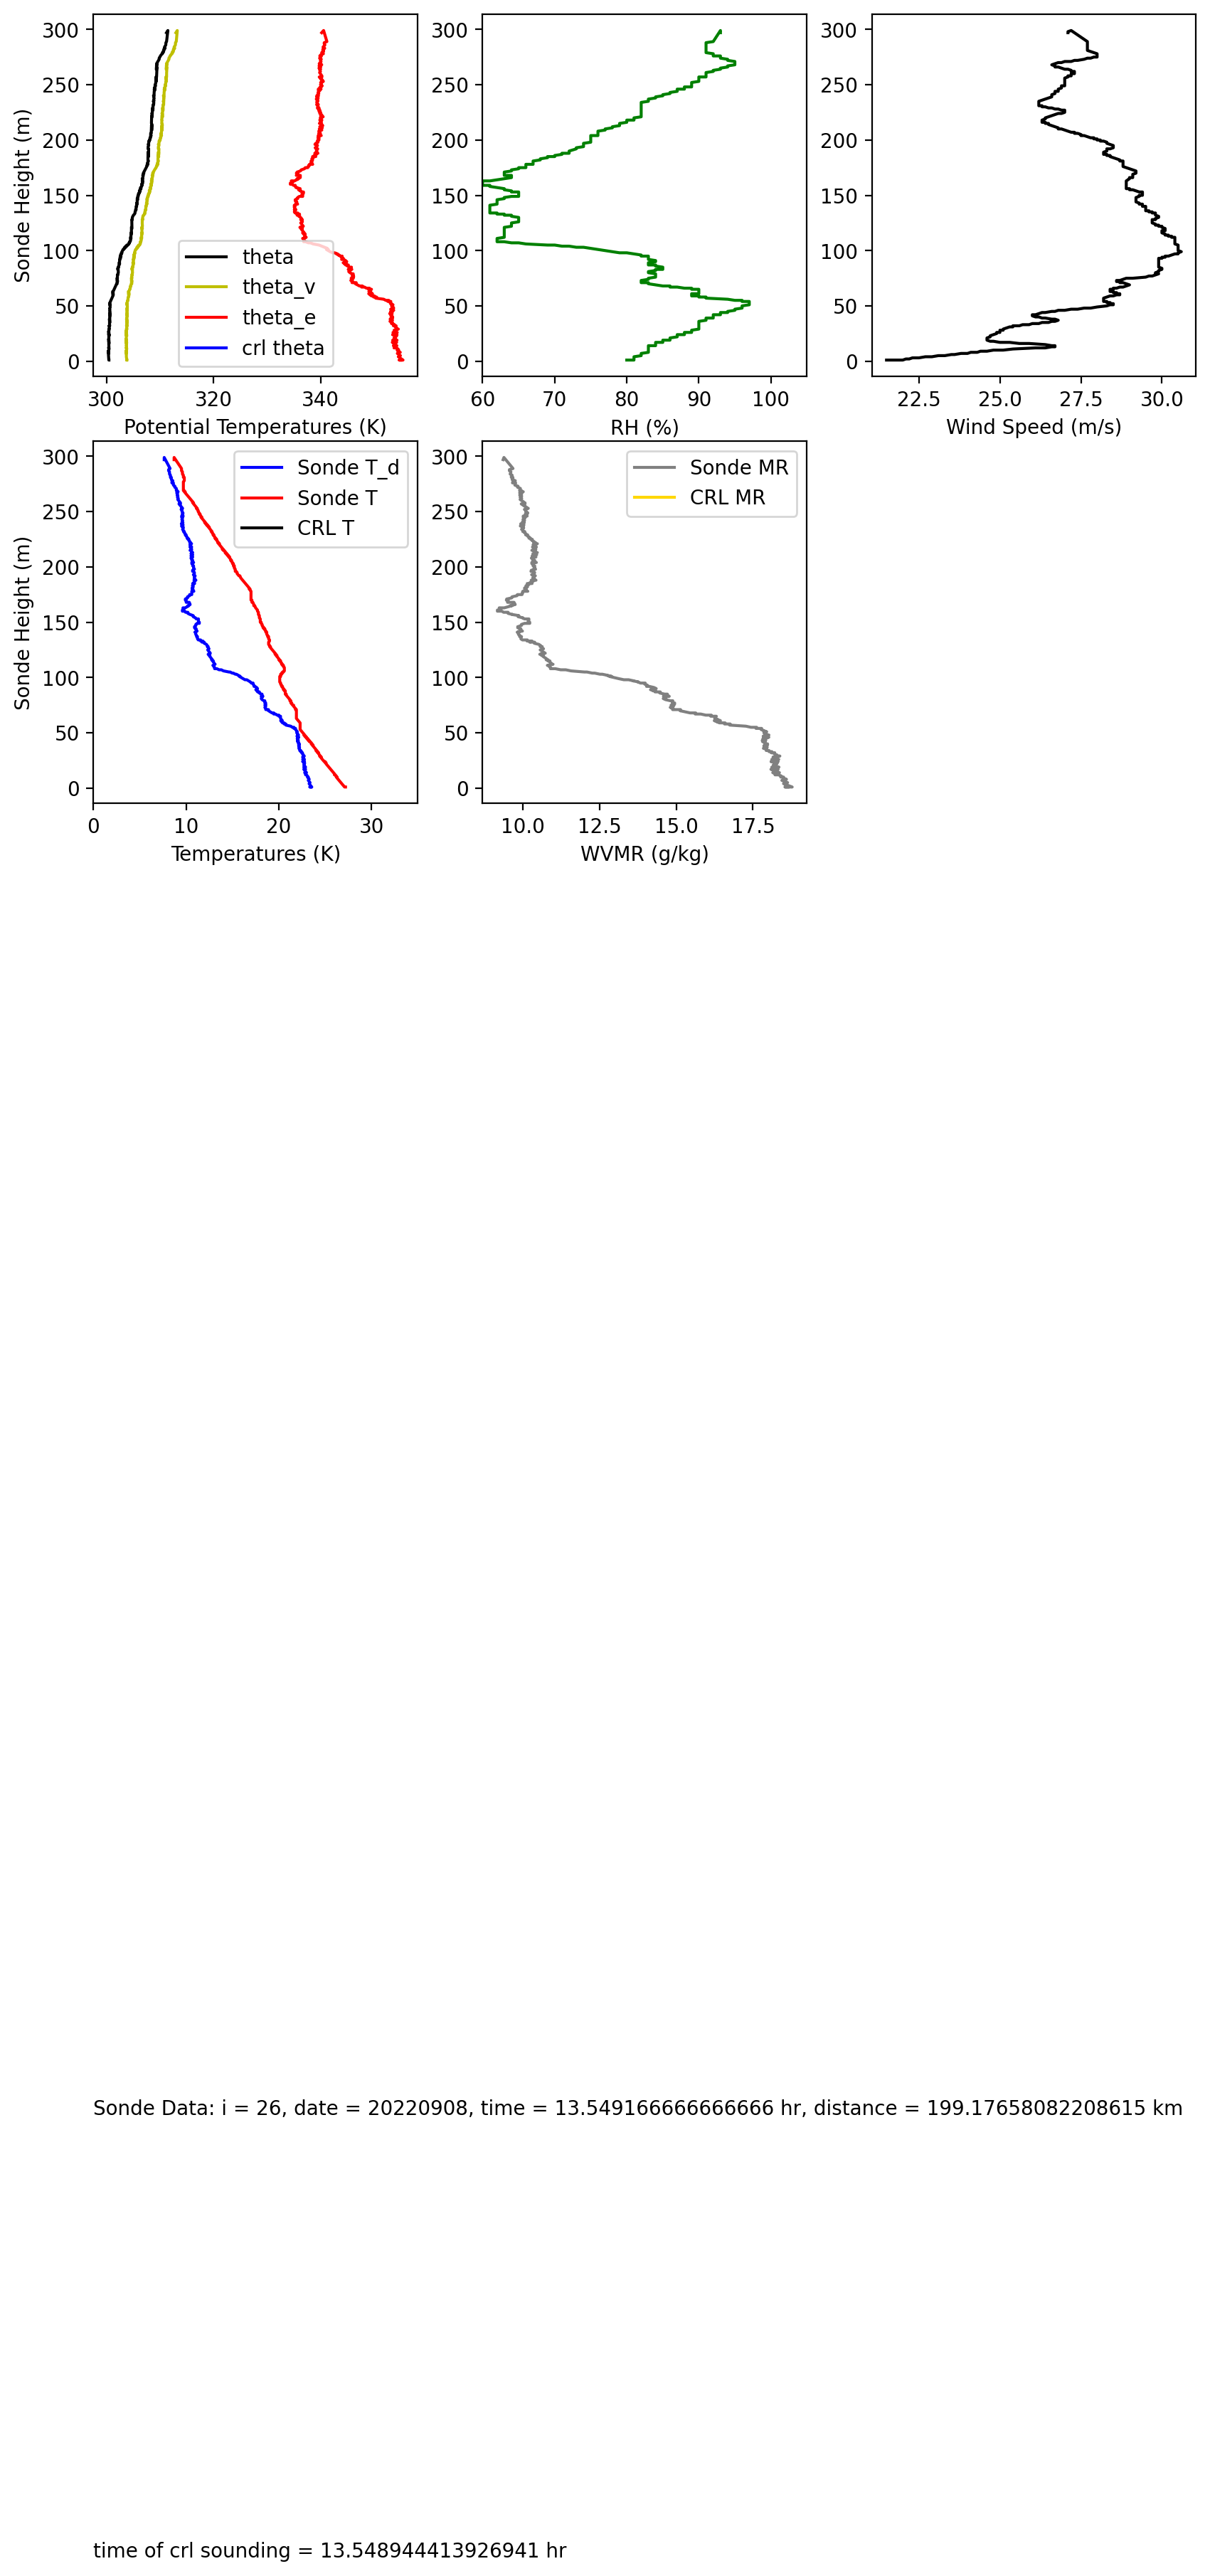 300
250
200
150
100
50
0
Sonde Height (m)
theta
theta_v
theta_e
crl theta
300 320 340
Potential Temperatures (K)
300
250
200
150
100
50
0
60 70 80 90 100
RH (%)
300
250
200
150
100
50
0
22.5 25.0 27.5 30.0
Wind Speed (m/s)
300
250
200
150
100
50
0
Sonde Height (m)
Sonde T_d
Sonde T
CRL T
0 10 20 30
Temperatures (K)
300
250
200
150
100
50
0
Sonde MR
CRL MR
10.0 12.5 15.0 17.5
WVMR (g/kg)
Sonde Data: i = 26, date = 20220908, time = 13.549166666666666 hr, distance = 199.17658082208615 km
time of crl sounding = 13.548944413926941 hr